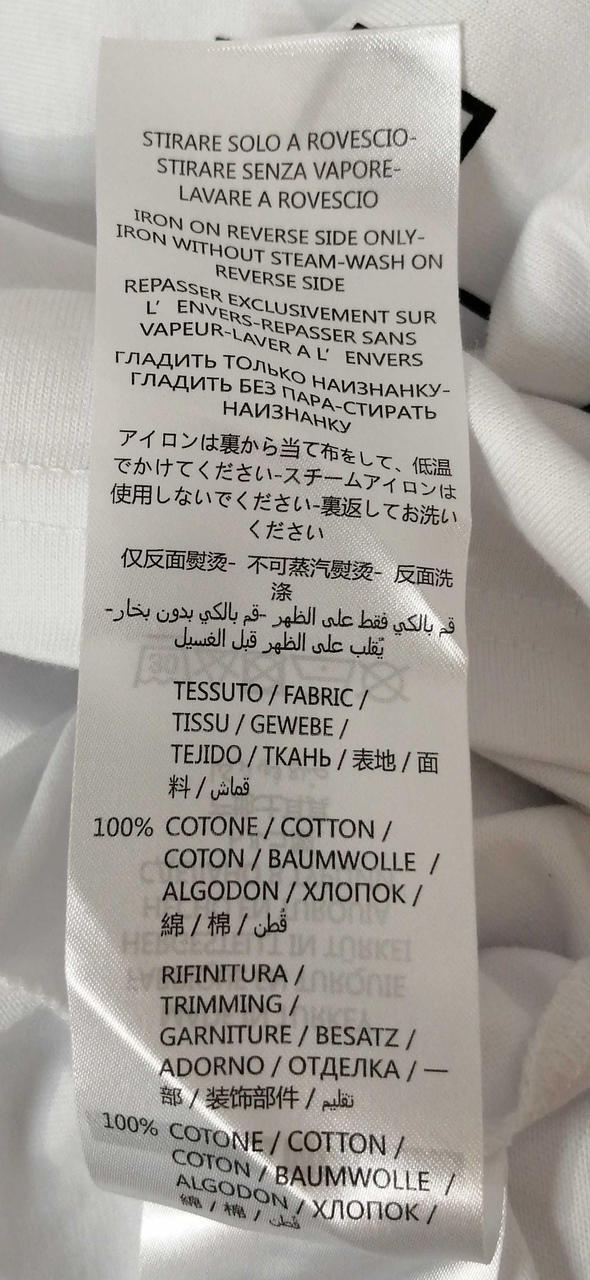 STIRARE SOLO A ROVESCIO-
STIRARE SENZA VAPORE-
LAVARE A ROVESCIO
IRON ON REVERSE SIDE ONLY-
IRON WITHOUT STEAM-WASH ON
REVERSE SIDE
REPASSER EXCLUSIVEMENT SUR
L' ENVERS-REPASSER SANS
VAPEUR-LAVER A L' ENVERS
ГЛАДИТЬ ТОЛЬКО НАИЗНАНКУ-
ГЛАДИТЬ БЕЗ ПАРА-СТИРАТЬ
НАИЗНАНКУ
アイロンは裏から当て布をして、低温
でかけてください-スチームアイロンは
使用しないでください-裏返してお洗い
ください
仅反面熨烫- 不可蒸汽熨烫- 反面洗
涤
قم بالكي فقط على الظهر -قم بالكي بدون بخار-
يّقلب على الظهر قبل الغسيل
TESSUTO / FABRIC /
TISSU / GEWEBE /
TEJIDO / ТКАНЬ / 表地 / 面
料 / قماش
100% COTONE / COTTON /
COTON / BAUMWOLLE /
ALGODON / ХЛОПОК /
綿 / 棉 / قُطن
RIFINITURA /
TRIMMING /
GARNITURE / BESATZ /
ADORNO / ОТДЕЛКА / 一
部 / 装饰部件 / تقليم
100% COTONE / COTTON /
COTON / BAUMWOLLE /
ALGODON / ХЛОПОК /
綿 / 棉 / قُطن